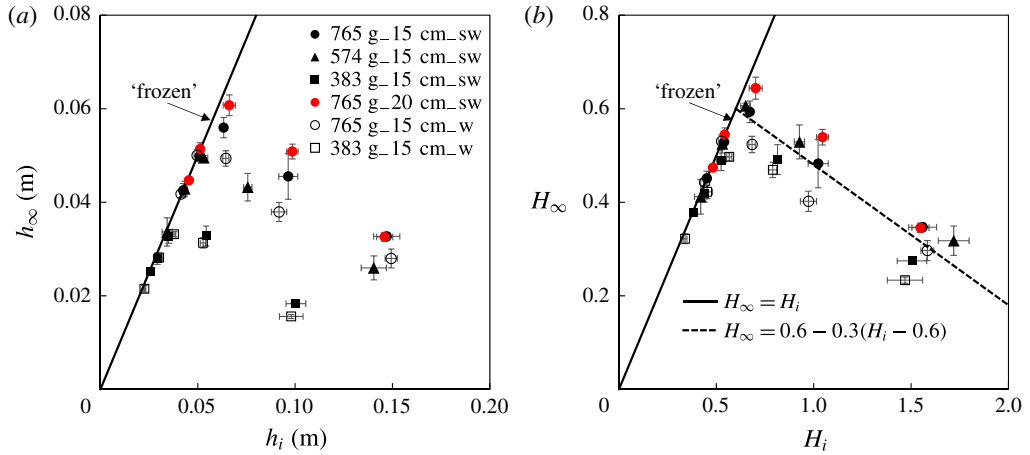 (a)
0.08
0.06
0.04
0.02
0
0.05
0.10
0.15
0.20
h∞ (m)
hᵢ (m)
'frozen'
765 g_15 cm_sw
574 g_15 cm_sw
383 g_15 cm_sw
765 g_20 cm_sw
765 g_15 cm_w
383 g_15 cm_w
(b)
0.8
0.6
0.4
0.2
0
0.5
1.0
1.5
2.0
H∞
Hᵢ
'frozen'
H∞ = Hᵢ
H∞ = 0.6 − 0.3(Hᵢ − 0.6)